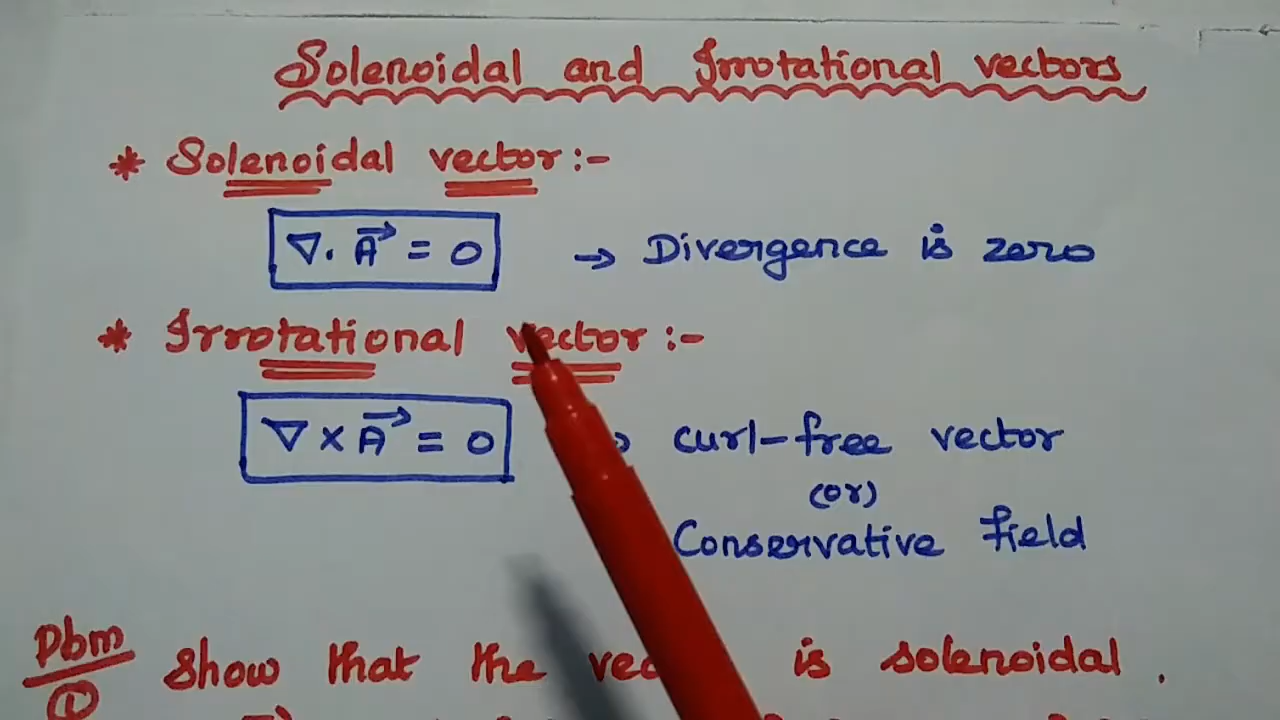 Solenoidal and Irrotational vectors
* Solenoidal vector :-
∇. A⃗ = 0 → Divergence is zero
* Irrotational vector :-
∇ × A⃗ = 0 curl-free vector
(or)
Conservative field
Pbm
① show that the is solenoidal.